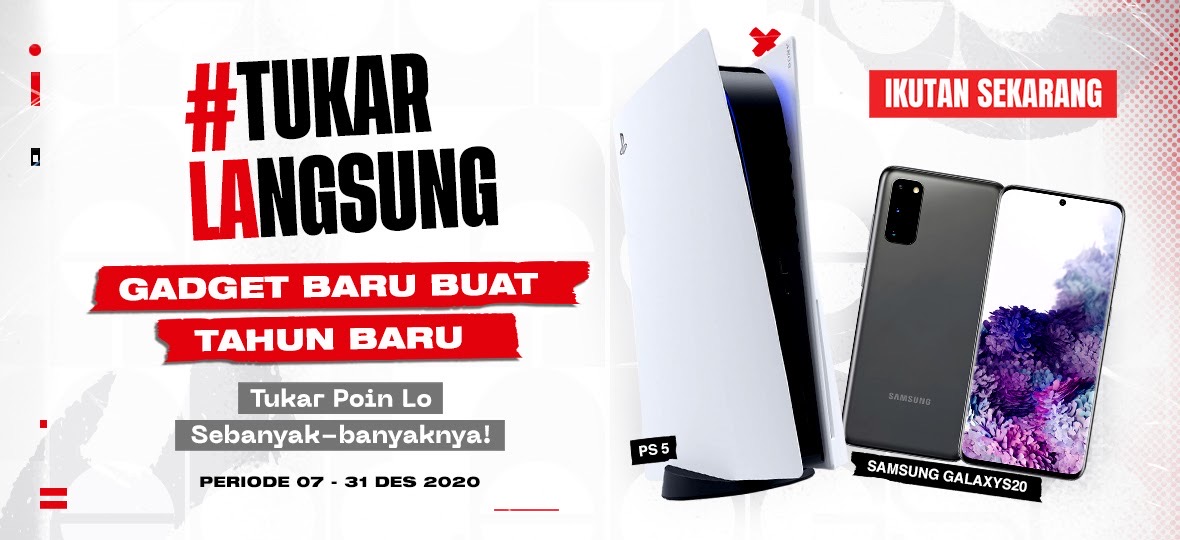 #TUKAR
LANGSUNG
GADGET BARU BUAT
TAHUN BARU
Tukar Poin Lo
Sebanyak-banyaknya!
PERIODE 07 - 31 DES 2020
IKUTAN SEKARANG
SONY
SAMSUNG
PS 5
SAMSUNG GALAXYS20